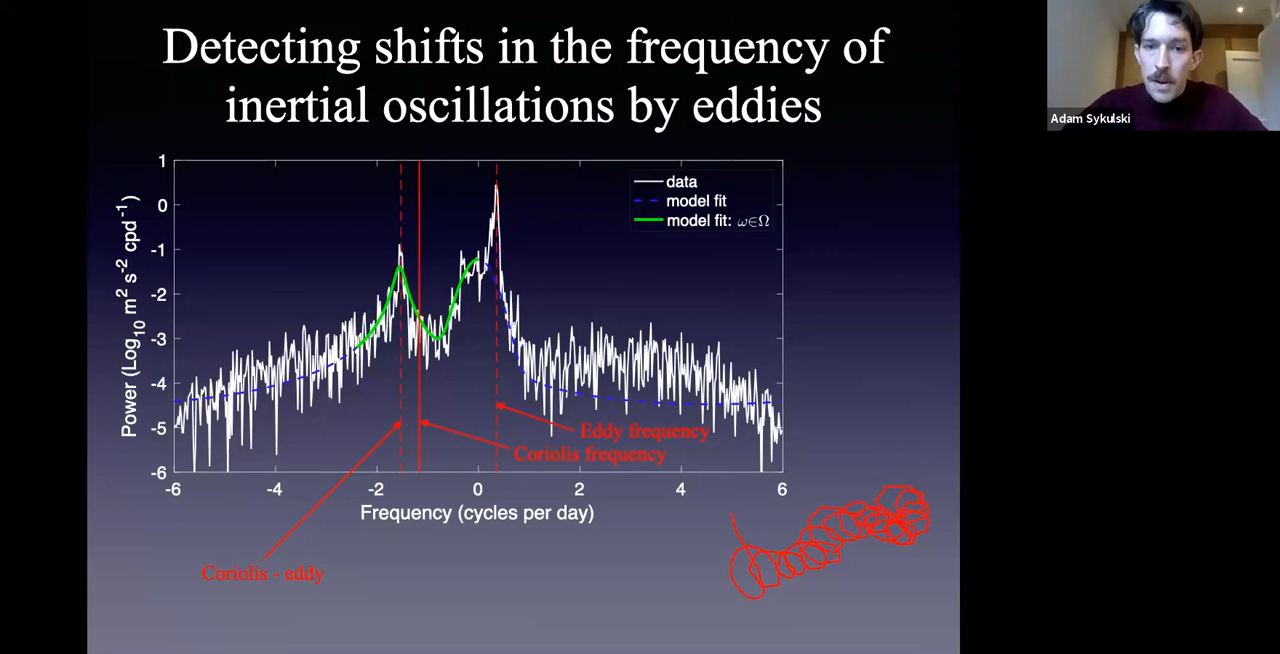 Detecting shifts in the frequency of
inertial oscillations by eddies
Adam Sykulski
data
model fit
model fit: ω∈Ω
Power (Log10 m² s⁻² cpd⁻¹)
1
0
-1
-2
-3
-4
-5
-6
Eddy frequency
Coriolis frequency
-6 -4 -2 0 2 4 6
Frequency (cycles per day)
Coriolis - eddy